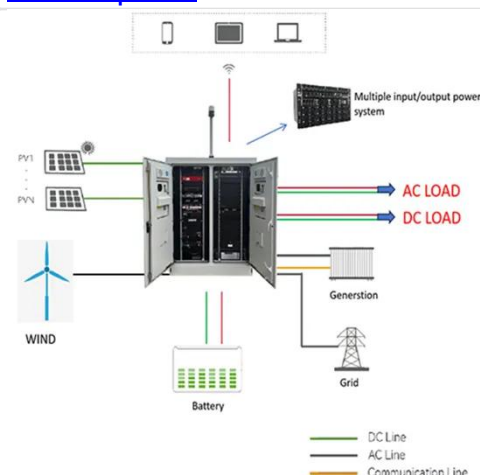 Multiple input/output power
system
PV1
PVN
AC LOAD
DC LOAD
Generstion
WIND
Grid
Battery
DC Line
AC Line
Communication Line